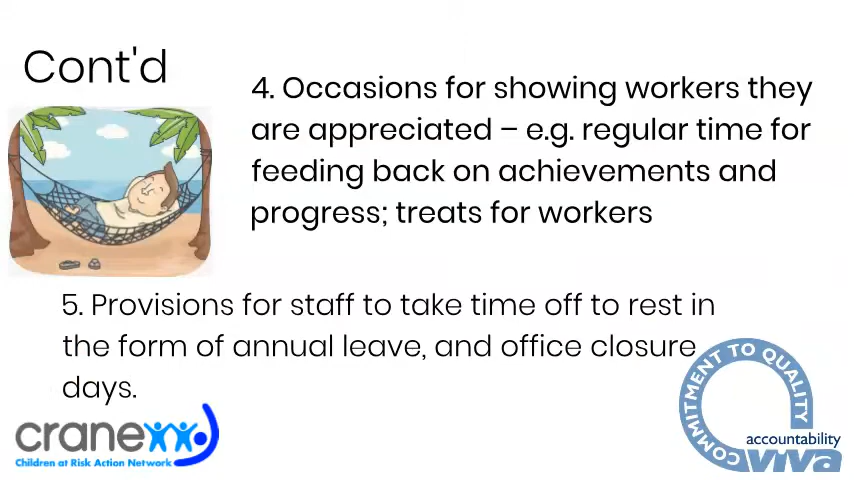 Cont'd
4. Occasions for showing workers they
are appreciated – e.g. regular time for
feeding back on achievements and
progress; treats for workers
5. Provisions for staff to take time off to rest in
the form of annual leave, and office closure
days.
crane
Children at Risk Action Network
COMMITMENT TO QUALITY
accountability
viva